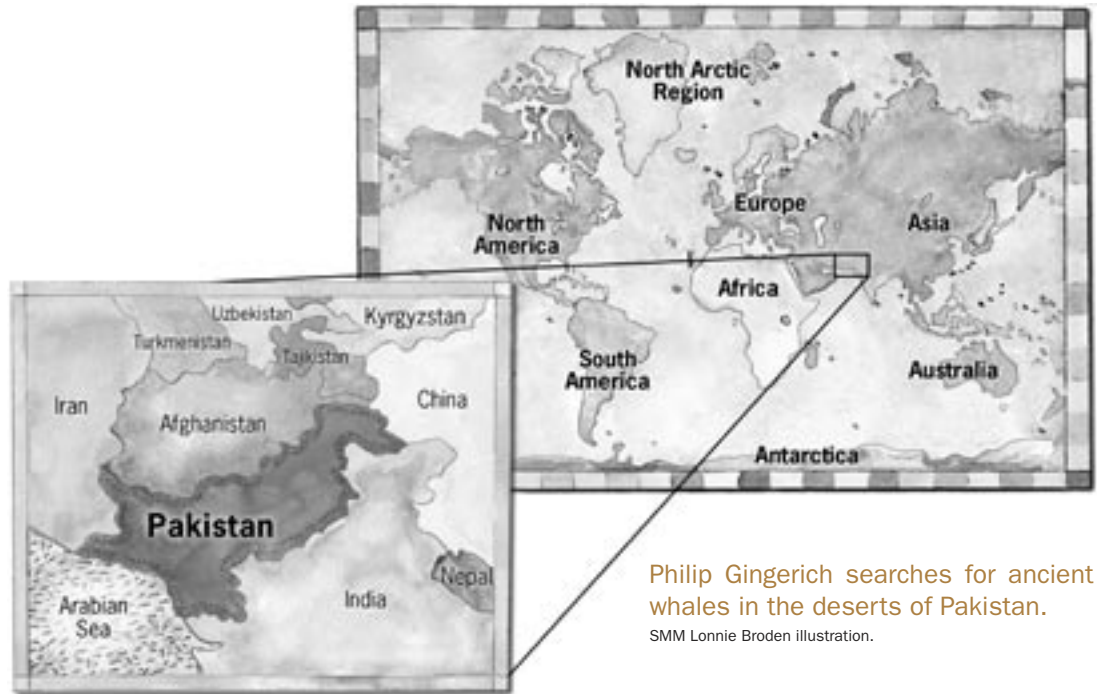 North Arctic
Region
Europe
Asia
North
America
Africa
South
America
Australia
Antarctica
Uzbekistan
Kyrgyzstan
Turkmenistan
Tajikistan
Iran
Afghanistan
China
Pakistan
Nepal
India
Arabian
Sea
Philip Gingerich searches for ancient
whales in the deserts of Pakistan.
SMM Lonnie Broden illustration.